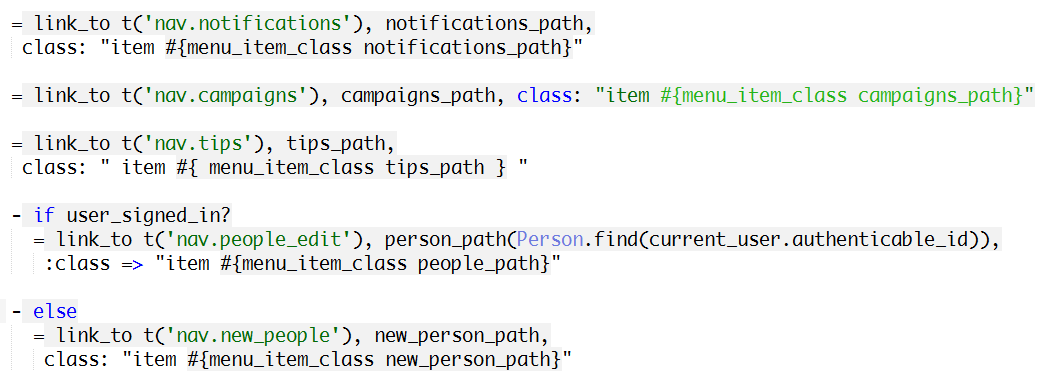 = link_to t('nav.notifications'), notifications_path,
class: "item #{menu_item_class notifications_path}"
= link_to t('nav.campaigns'), campaigns_path, class: "item #{menu_item_class campaigns_path}"
= link_to t('nav.tips'), tips_path,
class: " item #{ menu_item_class tips_path } "
- if user_signed_in?
= link_to t('nav.people_edit'), person_path(Person.find(current_user.authenticable_id)),
:class => "item #{menu_item_class people_path}"
- else
= link_to t('nav.new_people'), new_person_path,
class: "item #{menu_item_class new_person_path}"